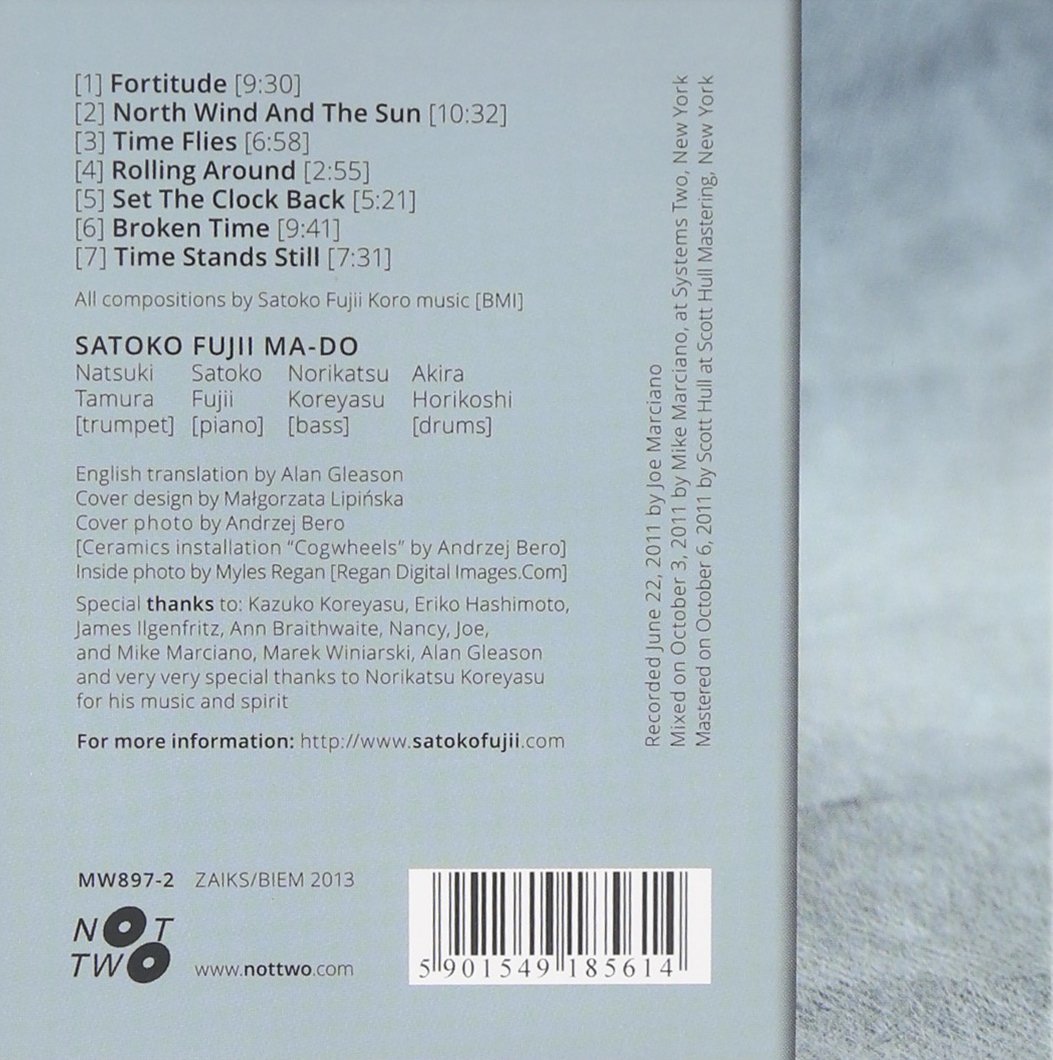 [1] Fortitude [9:30]
[2] North Wind And The Sun [10:32]
[3] Time Flies [6:58]
[4] Rolling Around [2:55]
[5] Set The Clock Back [5:21]
[6] Broken Time [9:41]
[7] Time Stands Still [7:31]
All compositions by Satoko Fujii Koro music [BMI]
SATOKO FUJII MA-DO
Natsuki Satoko Norikatsu Akira
Tamura Fujii Koreyasu Horikoshi
[trumpet] [piano] [bass] [drums]
English translation by Alan Gleason
Cover design by Małgorzata Lipińska
Cover photo by Andrzej Bero
[Ceramics installation “Cogwheels” by Andrzej Bero]
Inside photo by Myles Regan [Regan Digital Images.Com]
Special thanks to: Kazuko Koreyasu, Eriko Hashimoto,
James Ilgenfritz, Ann Braithwaite, Nancy, Joe,
and Mike Marciano, Marek Winiarski, Alan Gleason
and very very special thanks to Norikatsu Koreyasu
for his music and spirit
For more information: http://www.satokofujii.com
Recorded June 22, 2011 by Joe Marciano
Mixed on October 3, 2011 by Mike Marciano, at Systems Two, New York
Mastered on October 6, 2011 by Scott Hull at Scott Hull Mastering, New York
MW897-2 ZAIKS/BIEM 2013
NOT
TWO
www.nottwo.com
5 901549 185614